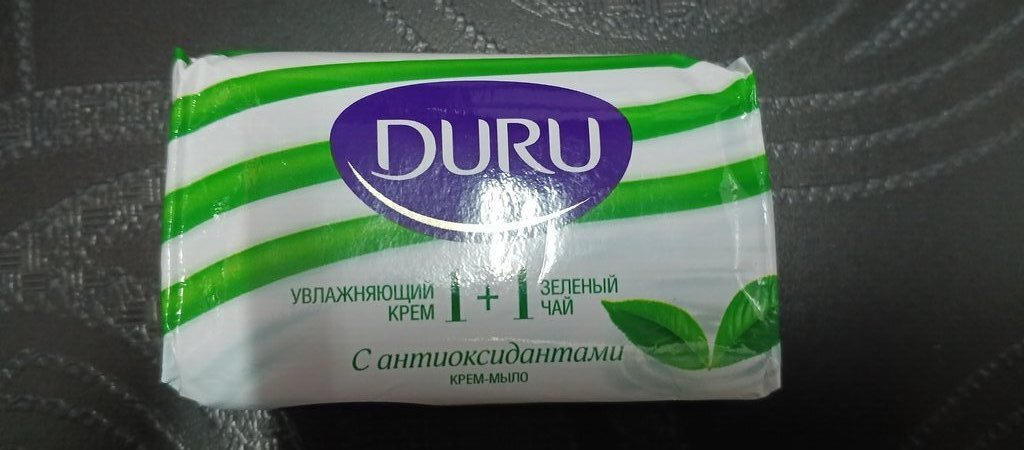 DURU
УВЛАЖНЯЮЩИЙ КРЕМ 1+1 ЗЕЛЕНЫЙ ЧАЙ
С антиоксидантами
КРЕМ-МЫЛО